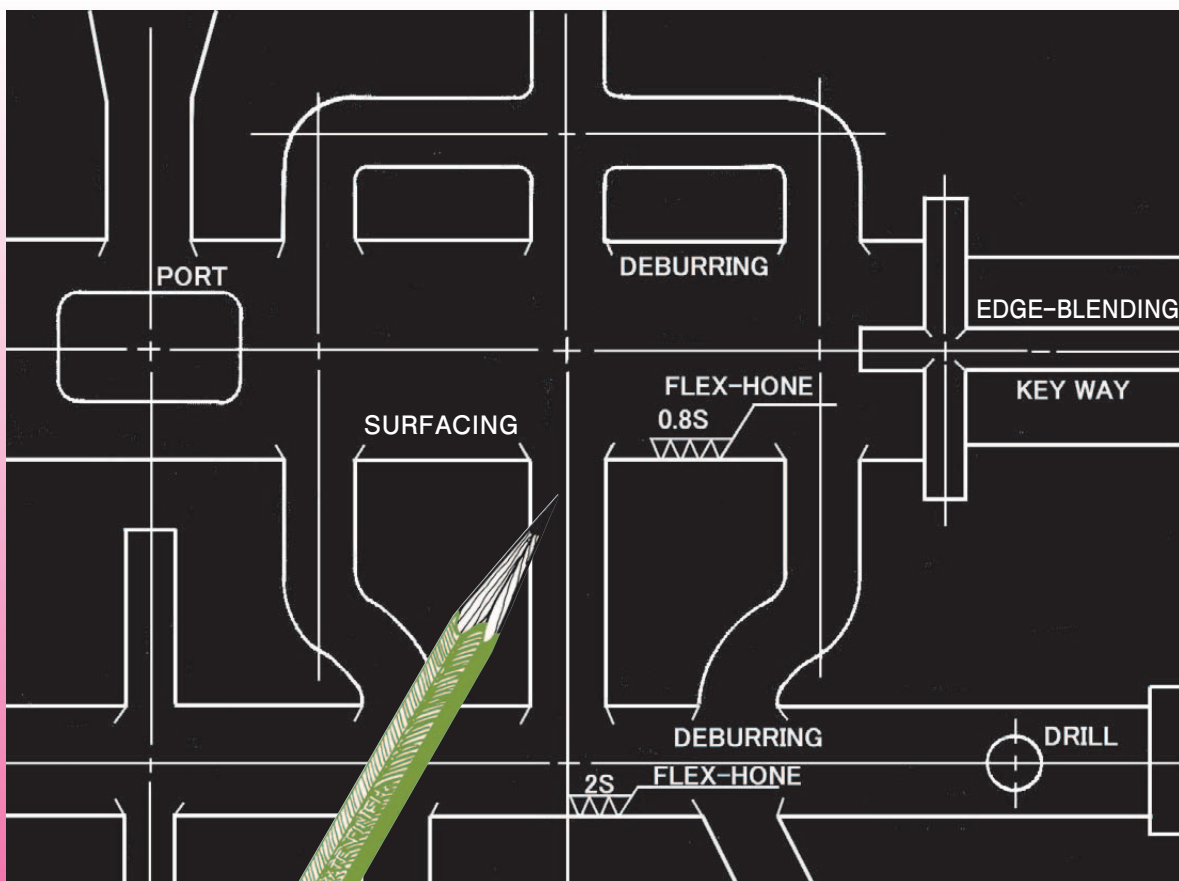 PORT
DEBURRING
EDGE-BLENDING
KEY WAY
FLEX-HONE
0.8S
SURFACING
DEBURRING
DRILL
FLEX-HONE
2S